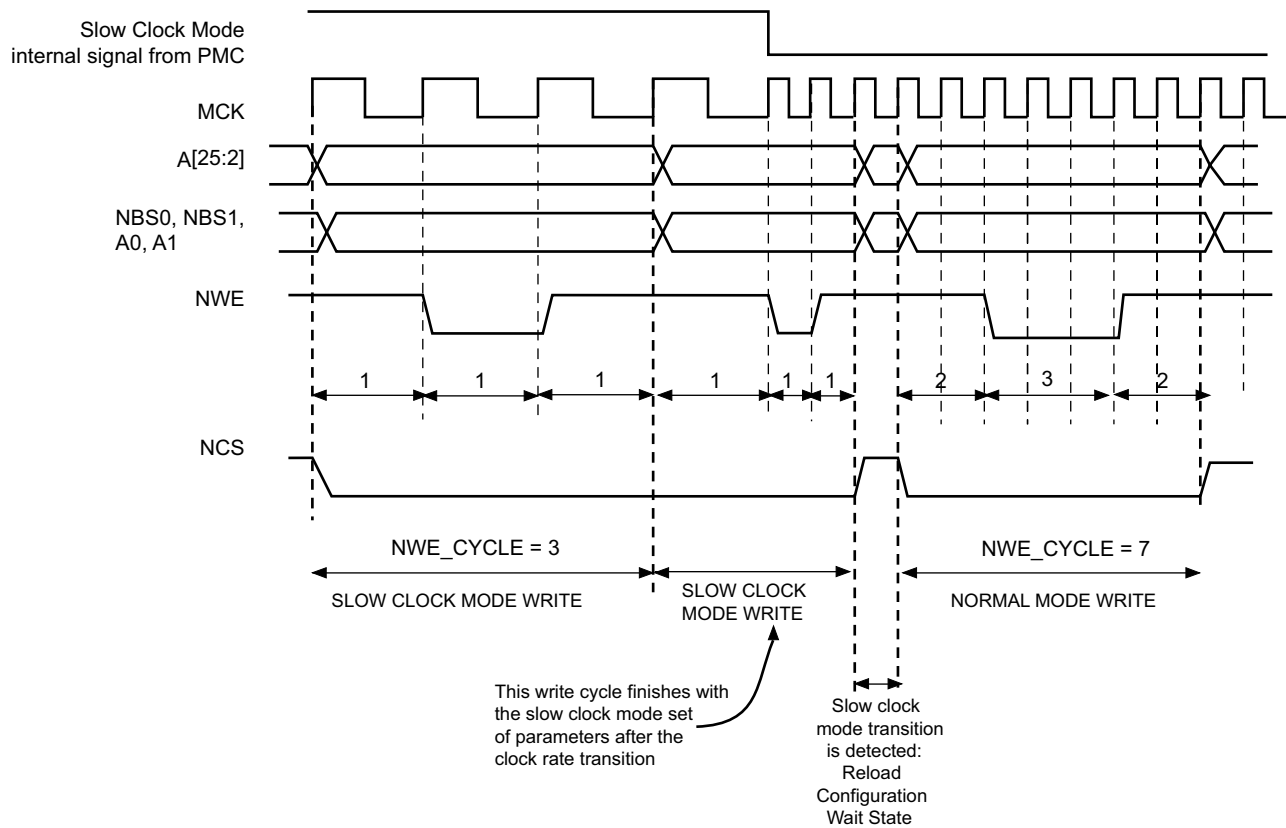 Slow Clock Mode
internal signal from PMC
MCK
A[25:2]
NBS0, NBS1,
A0, A1
NWE
1 1 1 1 1 1 2 3 2
NCS
NWE_CYCLE = 3
NWE_CYCLE = 7
SLOW CLOCK MODE WRITE
SLOW CLOCK
MODE WRITE
NORMAL MODE WRITE
This write cycle finishes with
the slow clock mode set
of parameters after the
clock rate transition
Slow clock
mode transition
is detected:
Reload
Configuration
Wait State